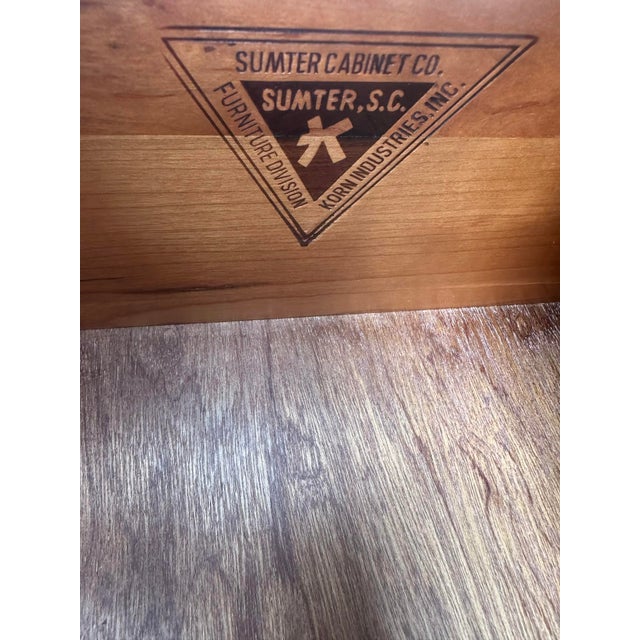 SUMTER CABINET CO.
SUMTER, S.C.
FURNITURE DIVISION
KORN INDUSTRIES, INC.